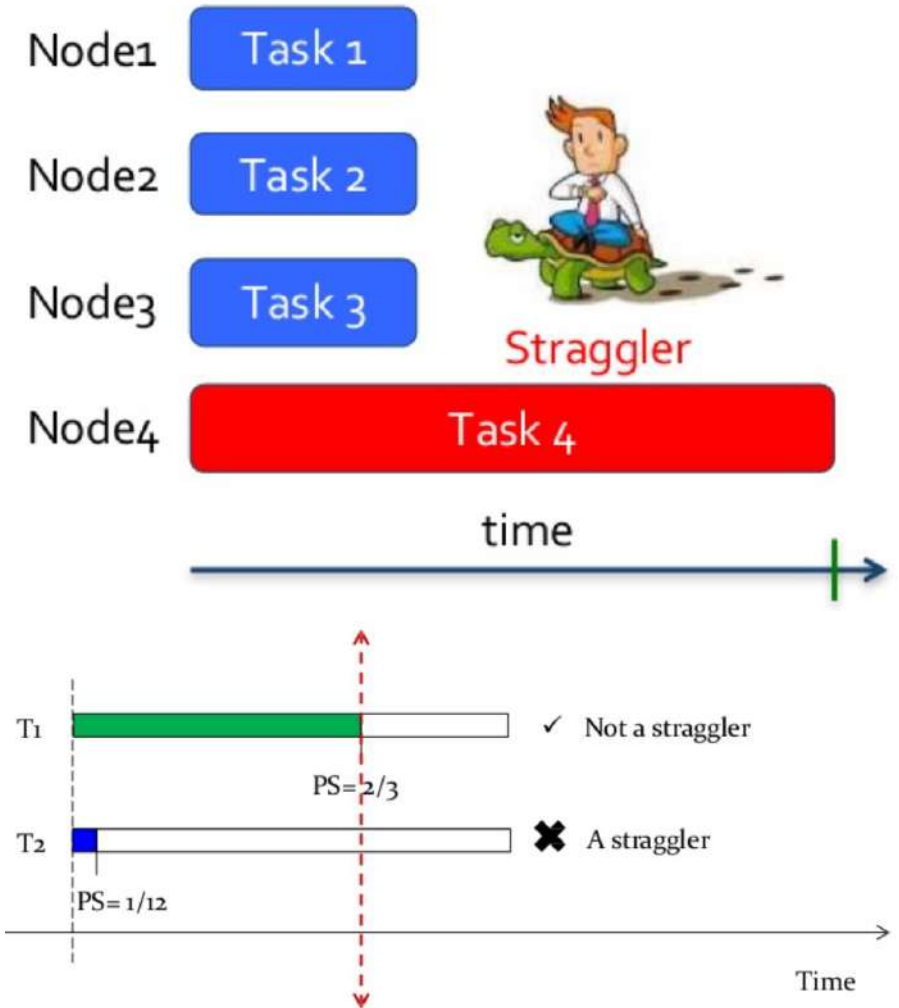 Node1 Task 1
Node2 Task 2
Node3 Task 3
Straggler
Node4 Task 4
time
T1 ✓ Not a straggler
PS= 2/3
T2 ✖ A straggler
PS= 1/12
Time